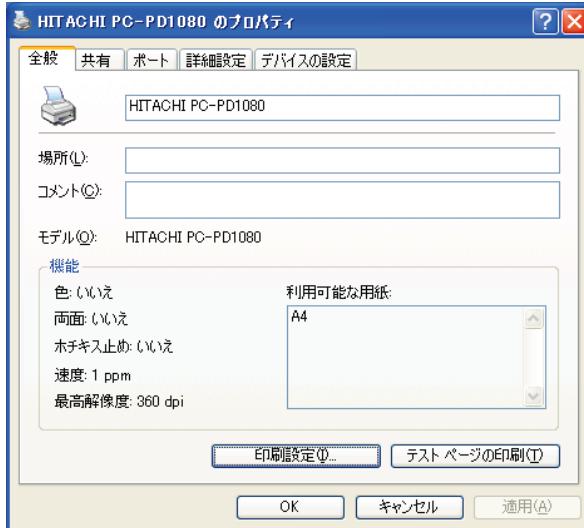 HITACHI PC-PD1080 のプロパティ
全般 共有 ポート 詳細設定 デバイスの設定
HITACHI PC-PD1080
場所(L):
コメント(C):
モデル(O): HITACHI PC-PD1080
機能
色: いいえ
両面: いいえ
ホチキス止め: いいえ
速度: 1 ppm
最高解像度: 360 dpi
利用可能な用紙:
A4
印刷設定(I)... テスト ページの印刷(T)
OK キャンセル 適用(A)